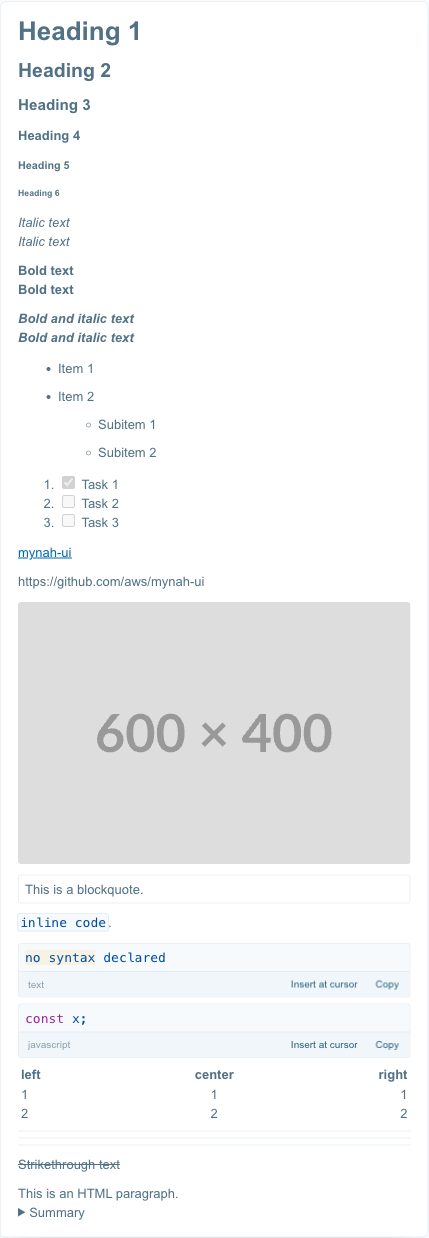 Heading 1
Heading 2
Heading 3
Heading 4
Heading 5
Heading 6
Italic text
Italic text
Bold text
Bold text
Bold and italic text
Bold and italic text
• Item 1
• Item 2
◦ Subitem 1
◦ Subitem 2
1. Task 1
2. Task 2
3. Task 3
mynah-ui
https://github.com/aws/mynah-ui
600 × 400
This is a blockquote.
inline code.
no syntax declared
text Insert at cursor Copy
const x;
javascript Insert at cursor Copy
left center right
1 1 1
2 2 2
Strikethrough text
This is an HTML paragraph.
Summary